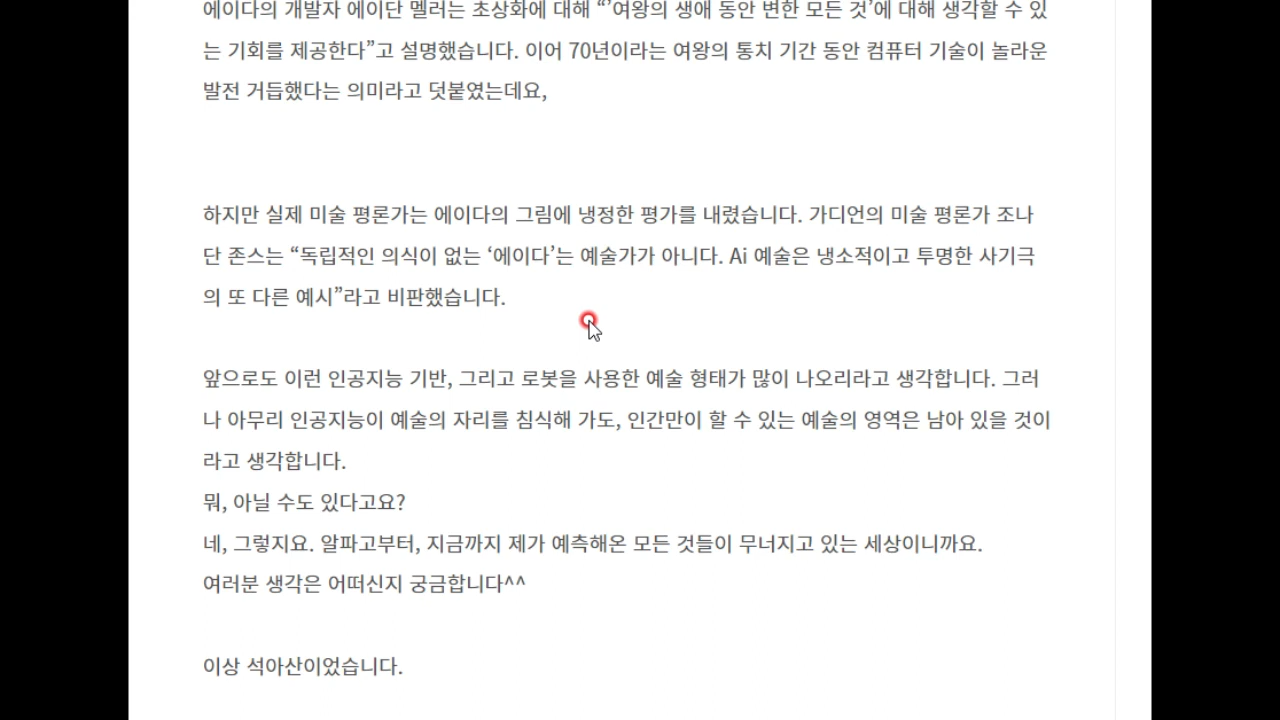 에이다의 개발자 에이단 멜러는 초상화에 대해 “’여왕의 생애 동안 변한 모든 것’에 대해 생각할 수 있
는 기회를 제공한다”고 설명했습니다. 이어 70년이라는 여왕의 통치 기간 동안 컴퓨터 기술이 놀라운
발전 거듭했다는 의미라고 덧붙였는데요,
하지만 실제 미술 평론가는 에이다의 그림에 냉정한 평가를 내렸습니다. 가디언의 미술 평론가 조나
단 존스는 “독립적인 의식이 없는 ‘에이다’는 예술가가 아니다. Ai 예술은 냉소적이고 투명한 사기극
의 또 다른 예시”라고 비판했습니다.
앞으로도 이런 인공지능 기반, 그리고 로봇을 사용한 예술 형태가 많이 나오리라고 생각합니다. 그러
나 아무리 인공지능이 예술의 자리를 침식해 가도, 인간만이 할 수 있는 예술의 영역은 남아 있을 것이
라고 생각합니다.
뭐, 아닐 수도 있다고요?
네, 그렇지요. 알파고부터, 지금까지 제가 예측해온 모든 것들이 무너지고 있는 세상이니까요.
여러분 생각은 어떠신지 궁금합니다^^
이상 석아산이었습니다.